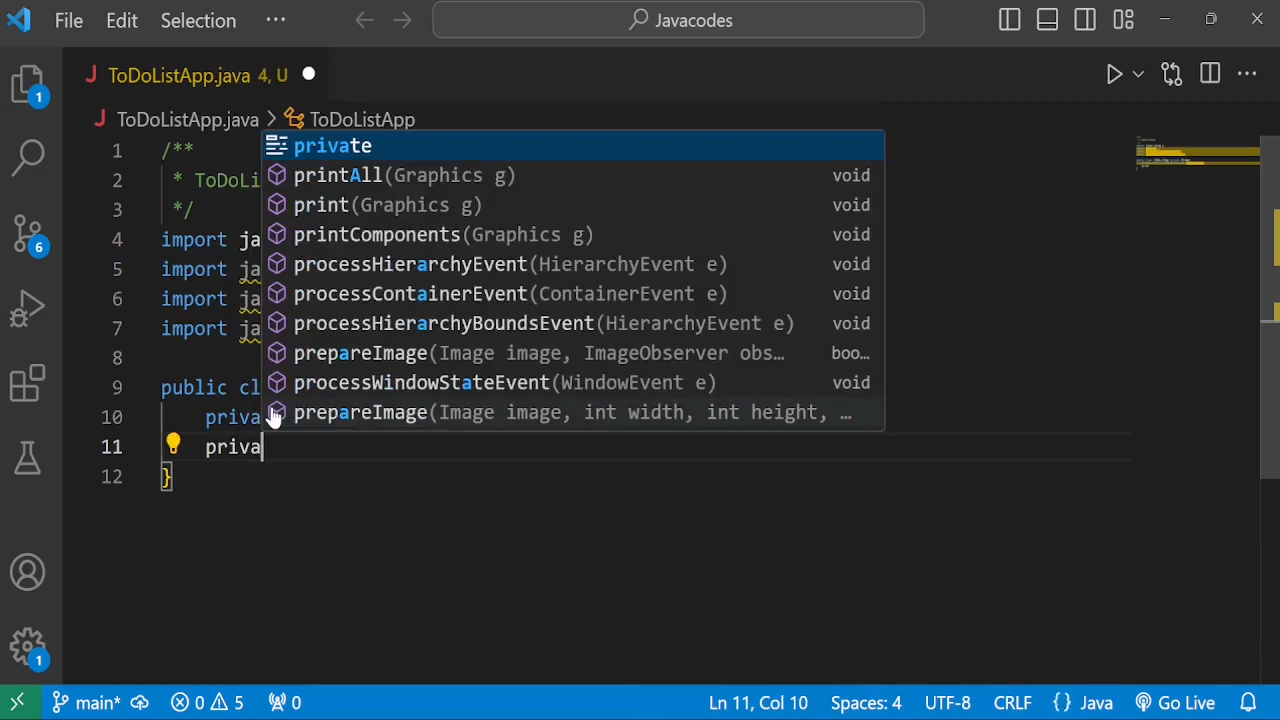 File Edit Selection ··· Javacodes
ToDoListApp.java 4, U
ToDoListApp.java > ToDoListApp
1 /**
private
printAll(Graphics g) void
2 * ToDoLi
print(Graphics g) void
3 */
printComponents(Graphics g) void
4 import ja
processHierarchyEvent(HierarchyEvent e) void
5 import ja
processContainerEvent(ContainerEvent e) void
6 import ja
processHierarchyBoundsEvent(HierarchyEvent e) void
7 import ja
prepareImage(Image image, ImageObserver obs… boo…
8
processWindowStateEvent(WindowEvent e) void
9 public cl
prepareImage(Image image, int width, int height, …
10 priva
11 priva
12 }
1
6
1
main* 0 5 0 Ln 11, Col 10 Spaces: 4 UTF-8 CRLF {} Java Go Live